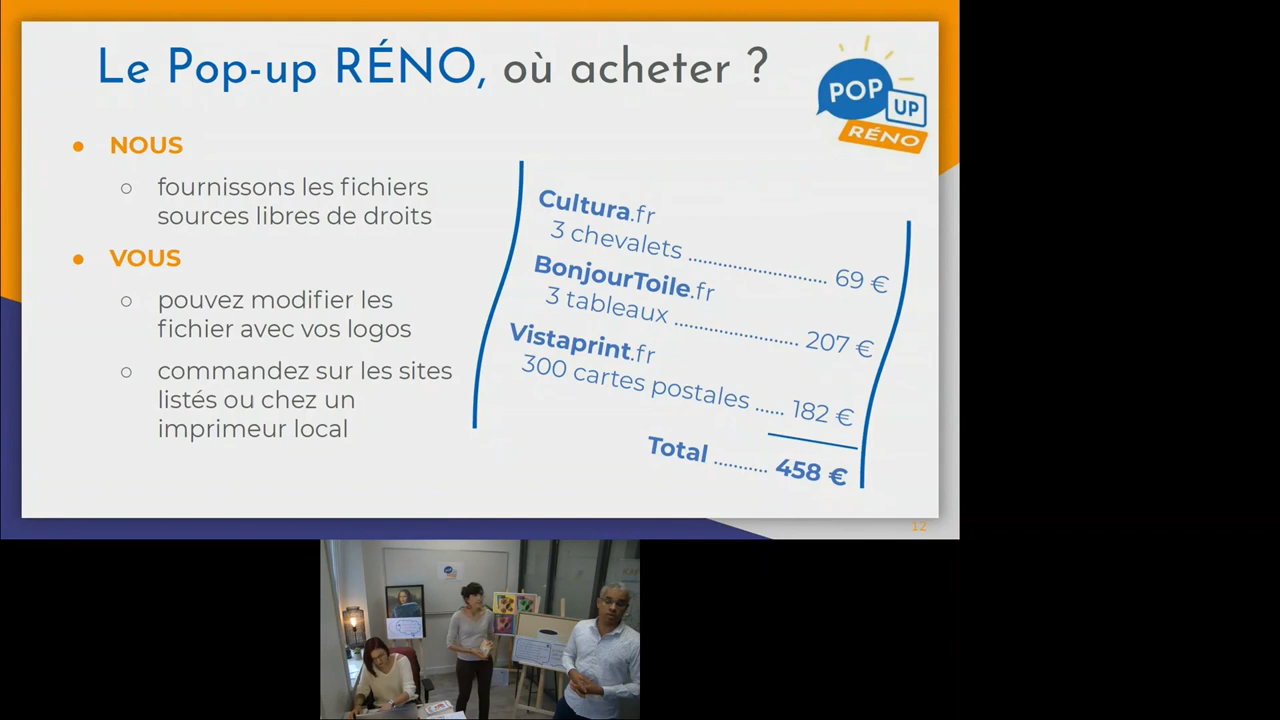 Le Pop-up RÉNO, où acheter ?
POP
UP
RÉNO
● NOUS
○ fournissons les fichiers
sources libres de droits
● VOUS
○ pouvez modifier les
fichier avec vos logos
○ commandez sur les sites
listés ou chez un
imprimeur local
Cultura.fr
3 chevalets ............................ 69 €
BonjourToile.fr
3 tableaux ......................... 207 €
Vistaprint.fr
300 cartes postales ...... 182 €
Total ........... 458 €
12